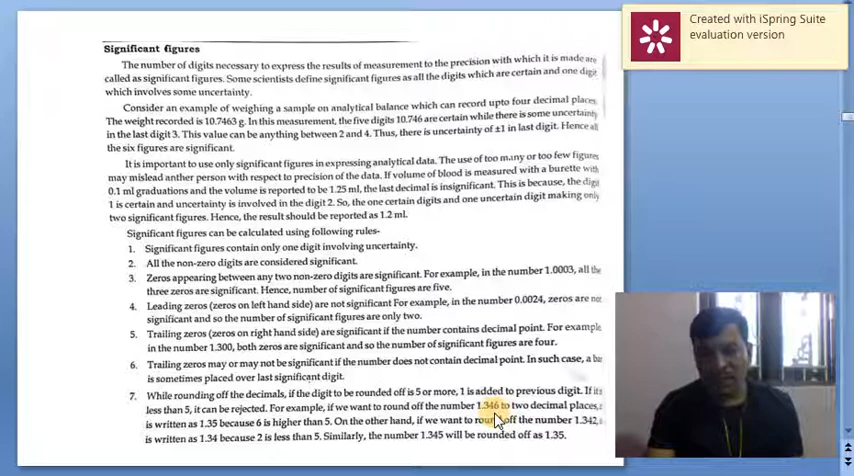 Created with iSpring Suite
evaluation version
Significant figures
The number of digits necessary to express the results of measurement to the precision with which it is made are
called as significant figures. Some scientists define significant figures as all the digits which are certain and one digit
which involves some uncertainty.
Consider an example of weighing a sample on analytical balance which can record upto four decimal places.
The weight recorded is 10.7463 g. In this measurement, the five digits 10.746 are certain while there is some uncertainty
in the last digit 3. This value can be anything between 2 and 4. Thus, there is uncertainty of ±1 in last digit. Hence all
the six figures are significant.
It is important to use only significant figures in expressing analytical data. The use of too many or too few figures
may mislead anther person with respect to precision of the data. If volume of blood is measured with a burette with
0.1 ml graduations and the volume is reported to be 1.25 ml, the last decimal is insignificant. This is because, the digit
1 is certain and uncertainty is involved in the digit 2. So, the one certain digits and one uncertain digit making only
two significant figures. Hence, the result should be reported as 1.2 ml.
Significant figures can be calculated using following rules-
1. Significant figures contain only one digit involving uncertainty.
2. All the non-zero digits are considered significant.
3. Zeros appearing between any two non-zero digits are significant. For example, in the number 1.0003, all the
three zeros are significant. Hence, number of significant figures are five.
4. Leading zeros (zeros on left hand side) are not significant For example, in the number 0.0024, zeros are not
significant and so the number of significant figures are only two.
5. Trailing zeros (zeros on right hand side) are significant if the number contains decimal point. For example
in the number 1.300, both zeros are significant and so the number of significant figures are four.
6. Trailing zeros may or may not be significant if the number does not contain decimal point. In such case, a ba
is sometimes placed over last significant digit.
7. While rounding off the decimals, if the digit to be rounded off is 5 or more, 1 is added to previous digit. If it
less than 5, it can be rejected. For example, if we want to round off the number 1.346 to two decimal places,
is written as 1.35 because 6 is higher than 5. On the other hand, if we want to round off the number 1.342,
is written as 1.34 because 2 is less than 5. Similarly, the number 1.345 will be rounded off as 1.35.